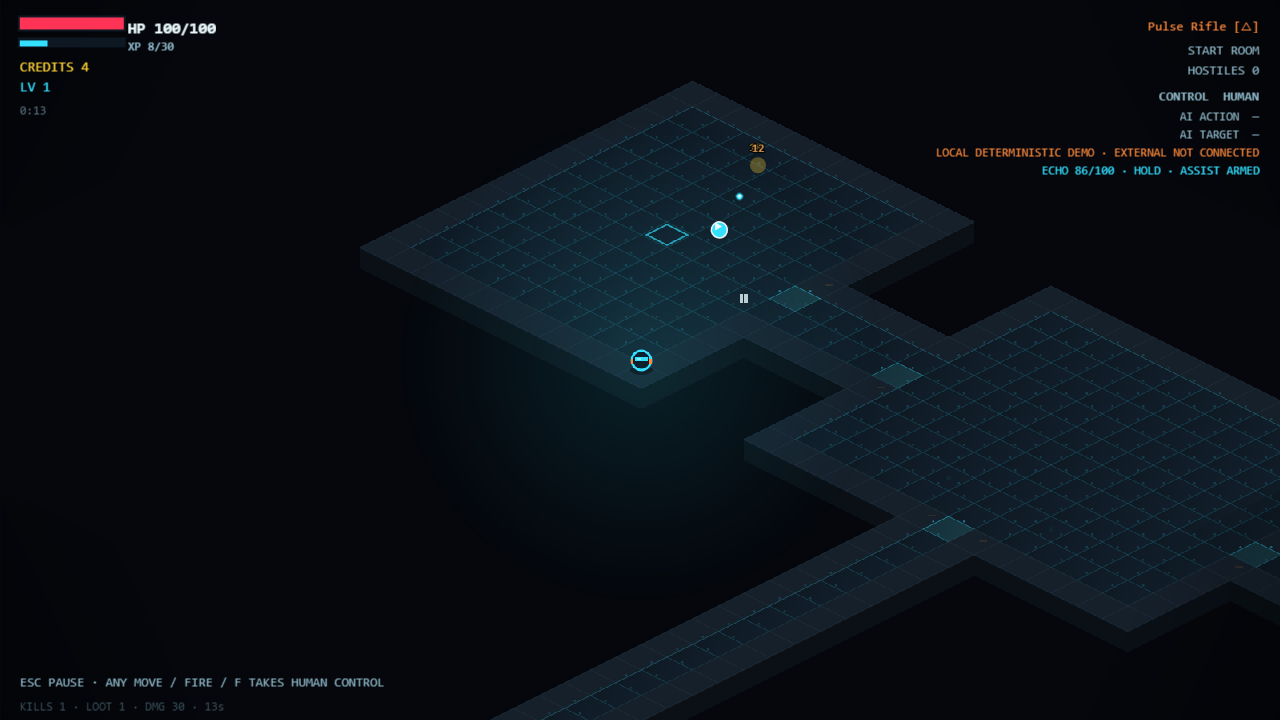 HP 100/100
XP 8/30
CREDITS 4
LV 1
0:13
Pulse Rifle [△]
START ROOM
HOSTILES 0
CONTROL HUMAN
AI ACTION —
AI TARGET —
LOCAL DETERMINISTIC DEMO · EXTERNAL NOT CONNECTED
ECHO 86/100 · HOLD · ASSIST ARMED
12
ESC PAUSE · ANY MOVE / FIRE / F TAKES HUMAN CONTROL
KILLS 1 · LOOT 1 · DMG 30 · 13s